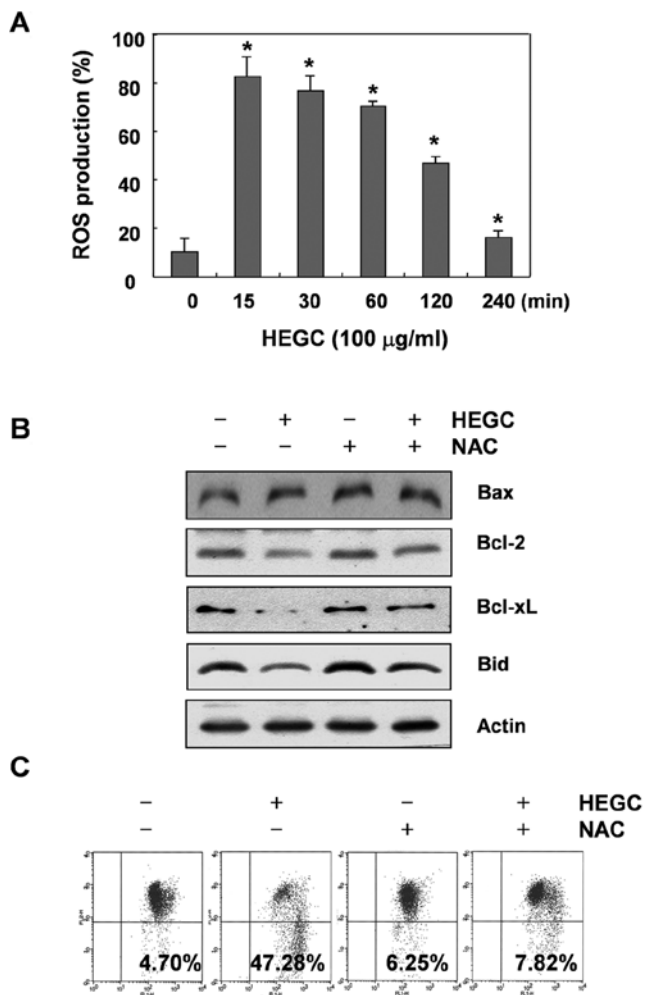 A
ROS production (%)
100
80
60
40
20
0
* * * * *
0 15 30 60 120 240 (min)
HEGC (100 μg/ml)
B
– + – + HEGC
– – + + NAC
Bax
Bcl-2
Bcl-xL
Bid
Actin
C
– + – + HEGC
– – + + NAC
4.70% 47.28% 6.25% 7.82%